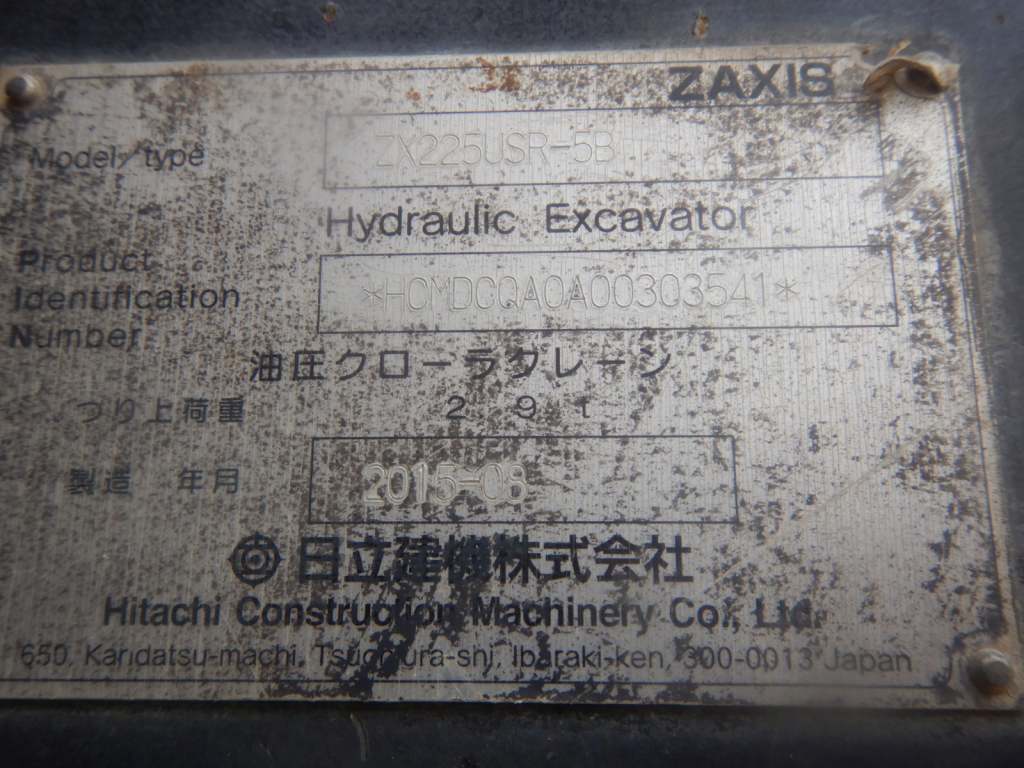 ZAXIS
Model/type ZX225USR-5B
Hydraulic Excavator
Product
Identification *HCMDCQA0A00303541*
Number
油圧クローラクレーン
つり上荷重 2 9 t
製造 年月 2015-08
日立建機株式会社
Hitachi Construction Machinery Co., Ltd.
650, Kandatsu-machi, Tsuchiura-shi, Ibaraki-ken, 300-0013 Japan